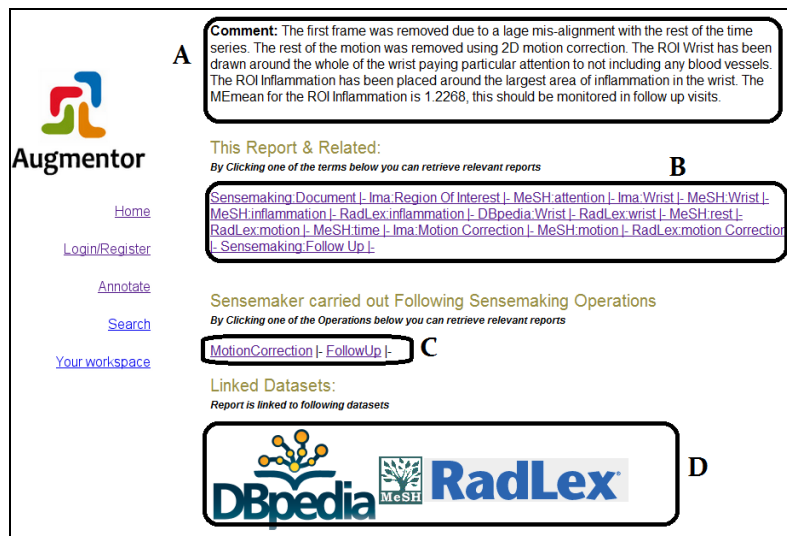 A
Comment: The first frame was removed due to a lage mis-alignment with the rest of the time
series. The rest of the motion was removed using 2D motion correction. The ROI Wrist has been
drawn around the whole of the wrist paying particular attention to not including any blood vessels.
The ROI Inflammation has been placed around the largest area of inflammation in the wrist. The
MEmean for the ROI Inflammation is 1.2268, this should be monitored in follow up visits.
Augmentor
Home
Login/Register
Annotate
Search
Your workspace
This Report & Related:
By Clicking one of the terms below you can retrieve relevant reports
B
Sensemaking:Document |- Ima:Region Of Interest |- MeSH:attention |- Ima:Wrist |- MeSH:Wrist |-
MeSH:inflammation |- RadLex:inflammation |- DBpedia:Wrist |- RadLex:wrist |- MeSH:rest |-
RadLex:motion |- MeSH:time |- Ima:Motion Correction |- MeSH:motion |- RadLex:motion Correction
|- Sensemaking:Follow Up |-
Sensemaker carried out Following Sensemaking Operations
By Clicking one of the Operations below you can retrieve relevant reports
MotionCorrection |- FollowUp |-
C
Linked Datasets:
Report is linked to following datasets
DBpedia
MeSH
RadLex
D